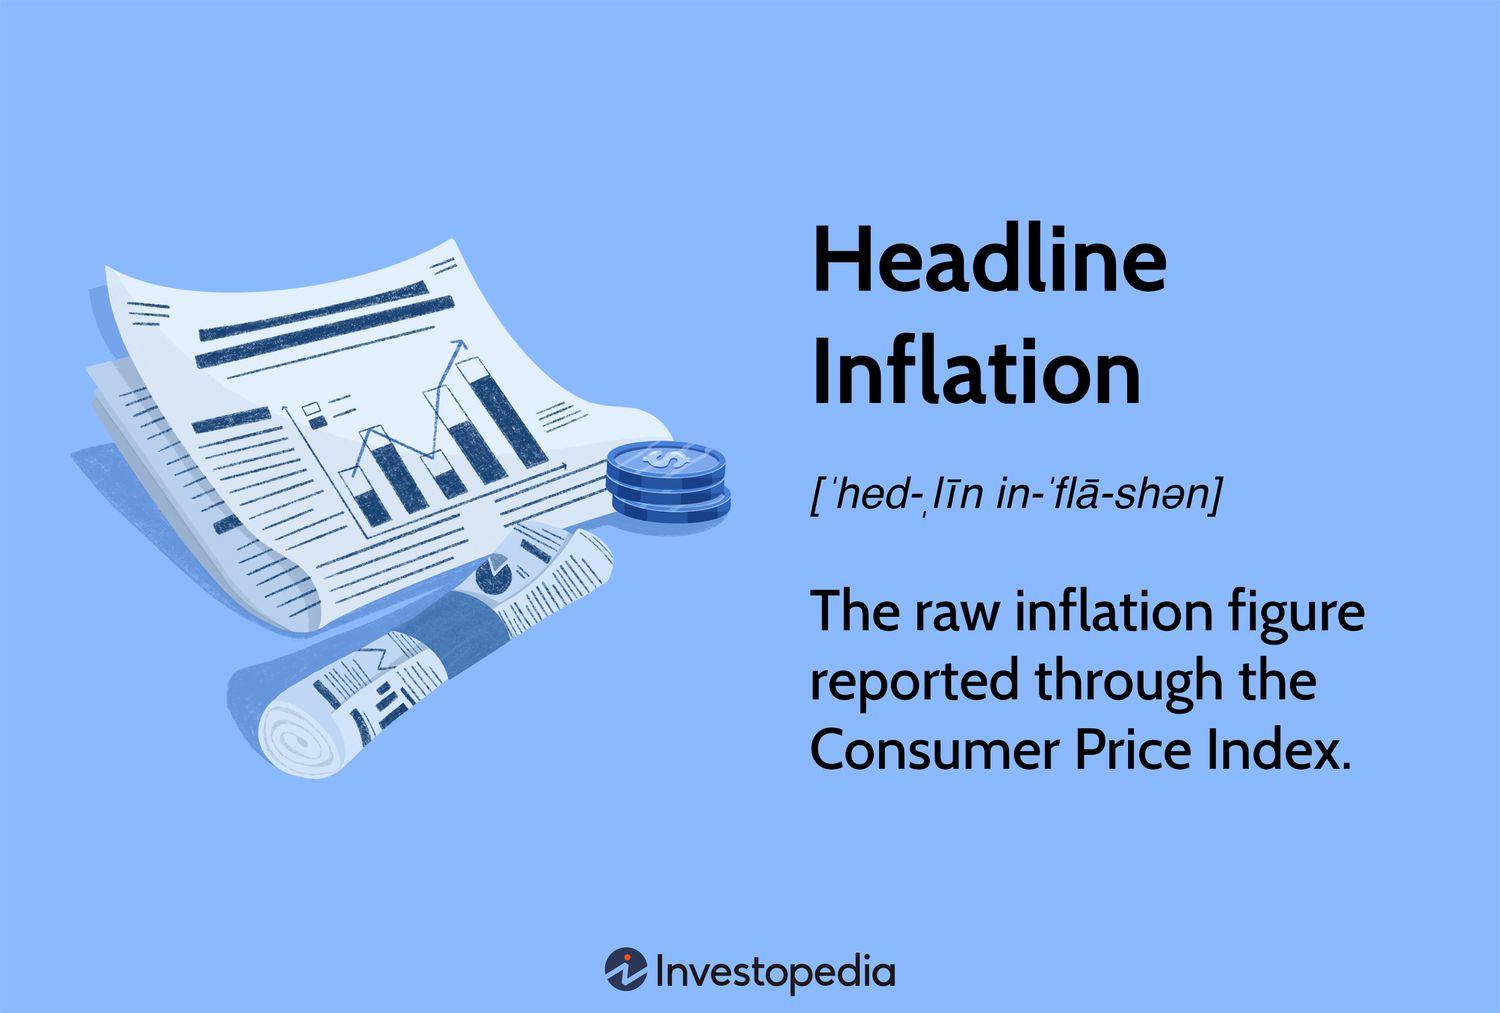 Headline
Inflation
[ˈhed-ˌlīn in-ˈflā-shən]
The raw inflation figure
reported through the
Consumer Price Index.
$
Investopedia